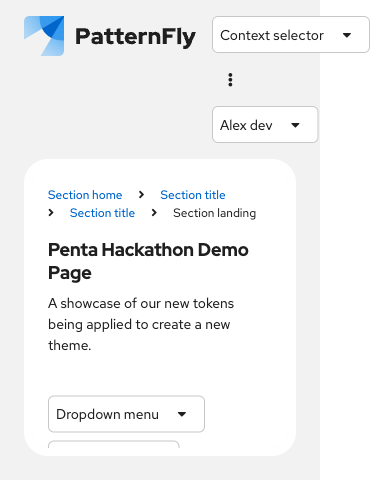 PatternFly
Context selector
Alex dev
Section home > Section title
> Section title > Section landing
Penta Hackathon Demo
Page
A showcase of our new tokens
being applied to create a new
theme.
Dropdown menu